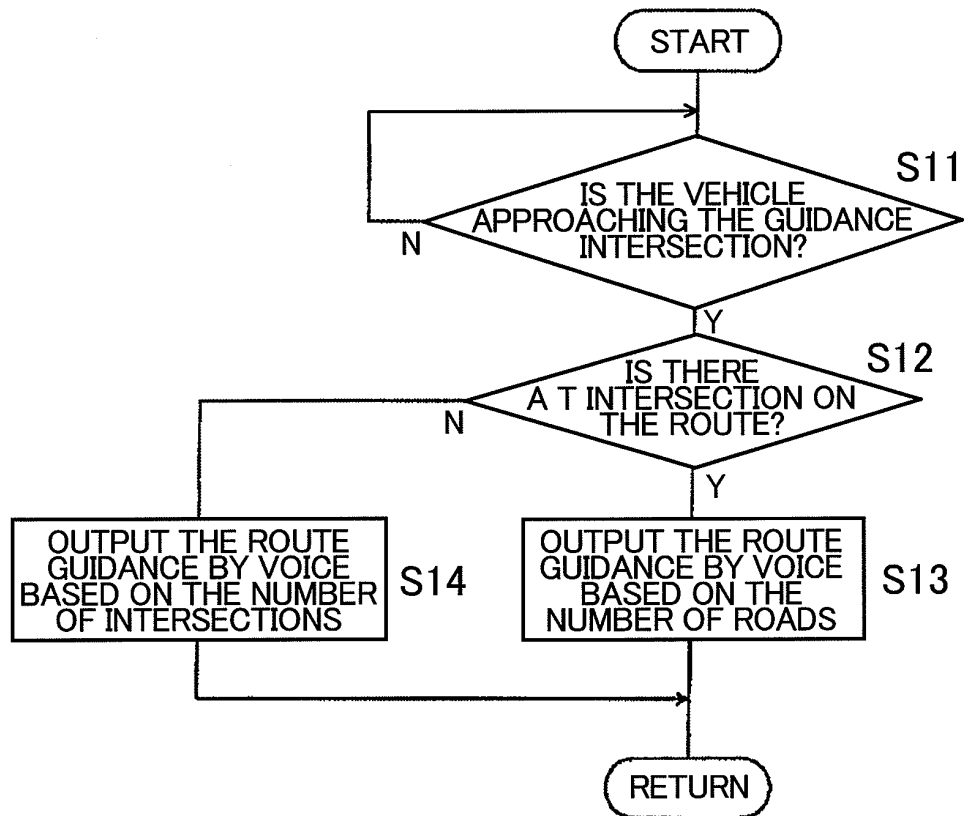 START
S11
IS THE VEHICLE
APPROACHING THE GUIDANCE
INTERSECTION?
N
Y
S12
IS THERE
A T INTERSECTION ON
THE ROUTE?
N
Y
OUTPUT THE ROUTE
GUIDANCE BY VOICE
BASED ON THE NUMBER
OF INTERSECTIONS
S14
OUTPUT THE ROUTE
GUIDANCE BY VOICE
BASED ON THE
NUMBER OF ROADS
S13
RETURN